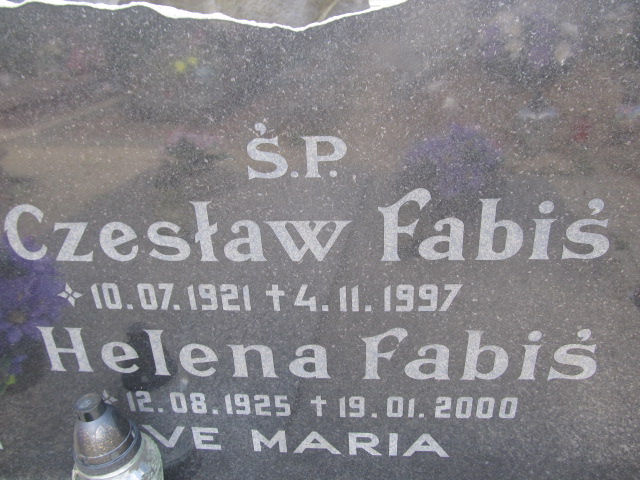 Ś.P.
Czesław Fabiś
10.07.1921 † 4.11.1997
Helena Fabiś
12.08.1925 † 19.01.2000
VE MARIA